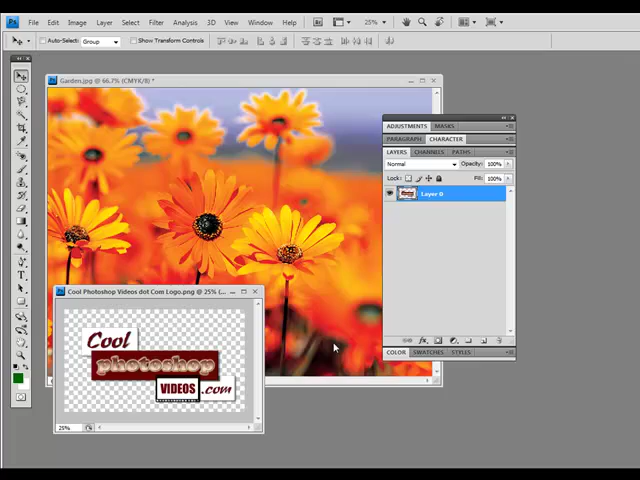 Ps File Edit Image Layer Select Filter Analysis 3D View Window Help Br 25%
Auto-Select: Group Show Transform Controls
Garden.jpg @ 66.7% (CMYK/8) *
ADJUSTMENTS MASKS
PARAGRAPH CHARACTER
LAYERS CHANNELS PATHS
Normal Opacity: 100%
Lock: Fill: 100%
Layer 0
Cool Photoshop Videos dot Com Logo.png @ 25% (...
Cool
photoshop
VIDEOS .com
25%
COLOR SWATCHES STYLES